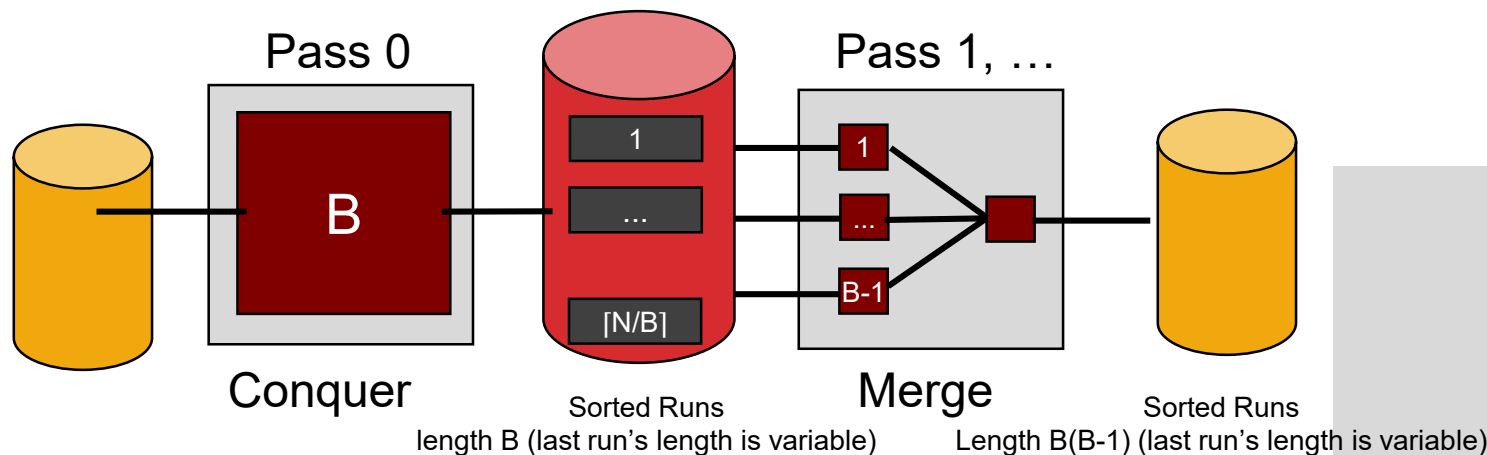 Pass 0
Pass 1, …
B
1
...
⌈N/B⌉
1
...
B-1
Conquer
Merge
Sorted Runs
length B (last run’s length is variable)
Sorted Runs
Length B(B-1) (last run’s length is variable)